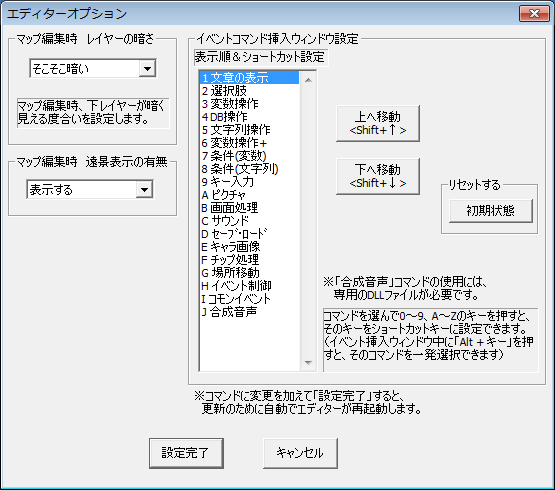 エディターオプション
マップ編集時 レイヤーの暗さ
そこそこ暗い
マップ編集時、下レイヤーが暗く
見える度合いを設定します。
マップ編集時 遠景表示の有無
表示する
イベントコマンド挿入ウィンドウ設定
表示順＆ショートカット設定
1 文章の表示
2 選択肢
3 変数操作
4 DB操作
5 文字列操作
6 変数操作+
7 条件(変数)
8 条件(文字列)
9 キー入力
A ピクチャ
B 画面処理
C サウンド
D セーブ・ロード
E キャラ画像
F チップ処理
G 場所移動
H イベント制御
I コモンイベント
J 合成音声
上へ移動
<Shift+↑>
下へ移動
<Shift+↓>
リセットする
初期状態
※「合成音声」コマンドの使用には、
専用のDLLファイルが必要です。
コマンドを選んで0～9、A～Zのキーを押すと、
そのキーをショートカットキーに設定できます。
（イベント挿入ウィンドウ中に「Alt +キー」を押
すと、そのコマンドを一発選択できます）
※コマンドに変更を加えて「設定完了」すると、
更新のために自動でエディターが再起動します。
設定完了
キャンセル